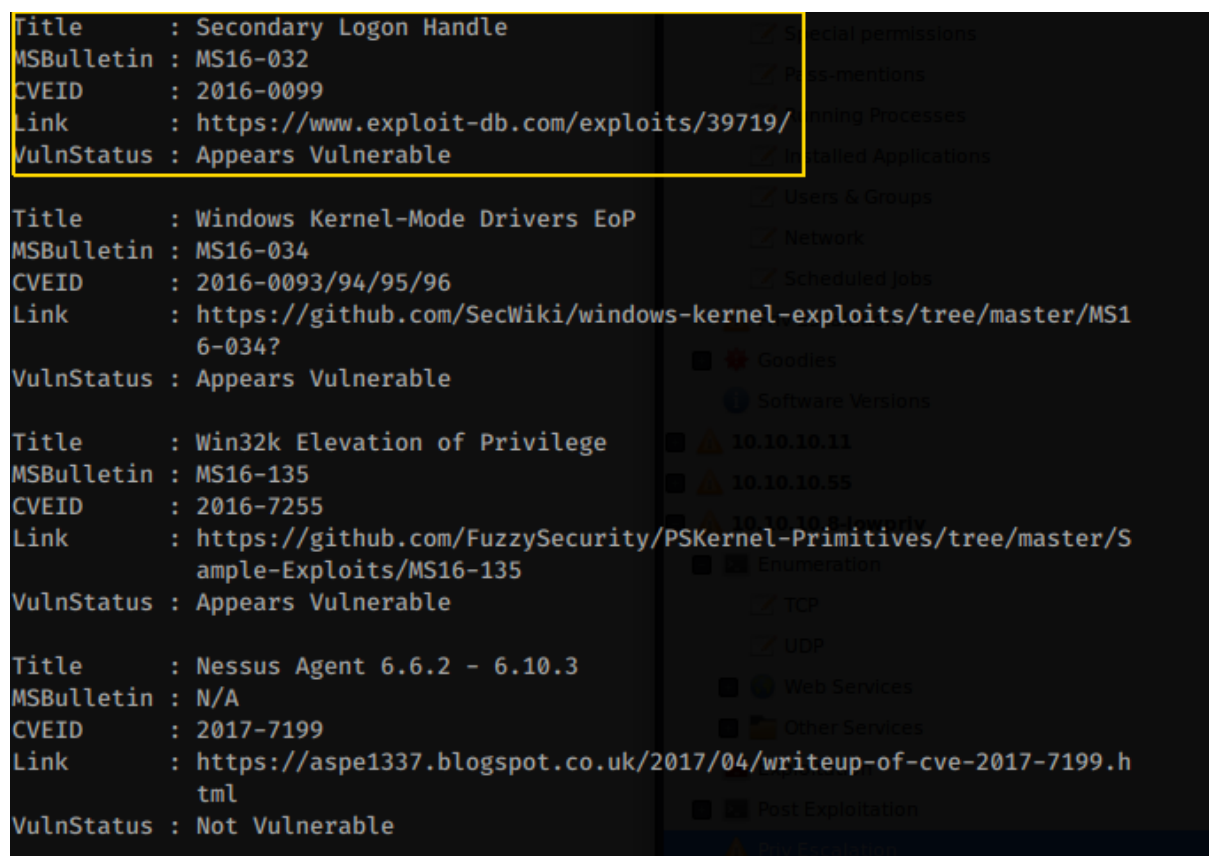 Title      : Secondary Logon Handle
MSBulletin : MS16-032
CVEID      : 2016-0099
Link       : https://www.exploit-db.com/exploits/39719/
VulnStatus : Appears Vulnerable
Title      : Windows Kernel-Mode Drivers EoP
MSBulletin : MS16-034
CVEID      : 2016-0093/94/95/96
Link       : https://github.com/SecWiki/windows-kernel-exploits/tree/master/MS1
6-034?
VulnStatus : Appears Vulnerable
Title      : Win32k Elevation of Privilege
MSBulletin : MS16-135
CVEID      : 2016-7255
Link       : https://github.com/FuzzySecurity/PSKernel-Primitives/tree/master/S
ample-Exploits/MS16-135
VulnStatus : Appears Vulnerable
Title      : Nessus Agent 6.6.2 - 6.10.3
MSBulletin : N/A
CVEID      : 2017-7199
Link       : https://aspe1337.blogspot.co.uk/2017/04/writeup-of-cve-2017-7199.h
tml
VulnStatus : Not Vulnerable
Special permissions
Pass-mentions
Running Processes
Installed Applications
Users & Groups
Network
Scheduled Jobs
Goodies
Software Versions
10.10.10.11
10.10.10.55
10.10.10.8-lowpriv
Enumeration
TCP
UDP
Web Services
Other Services
Post Exploitation
Priv Escalation